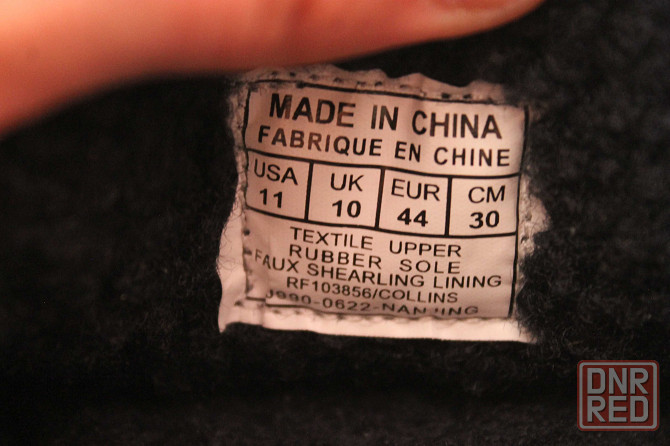 MADE IN CHINA
FABRIQUE EN CHINE
USA UK EUR CM
11 10 44 30
TEXTILE UPPER
RUBBER SOLE
FAUX SHEARLING LINING
RF103856/COLLINS
DNR
RED